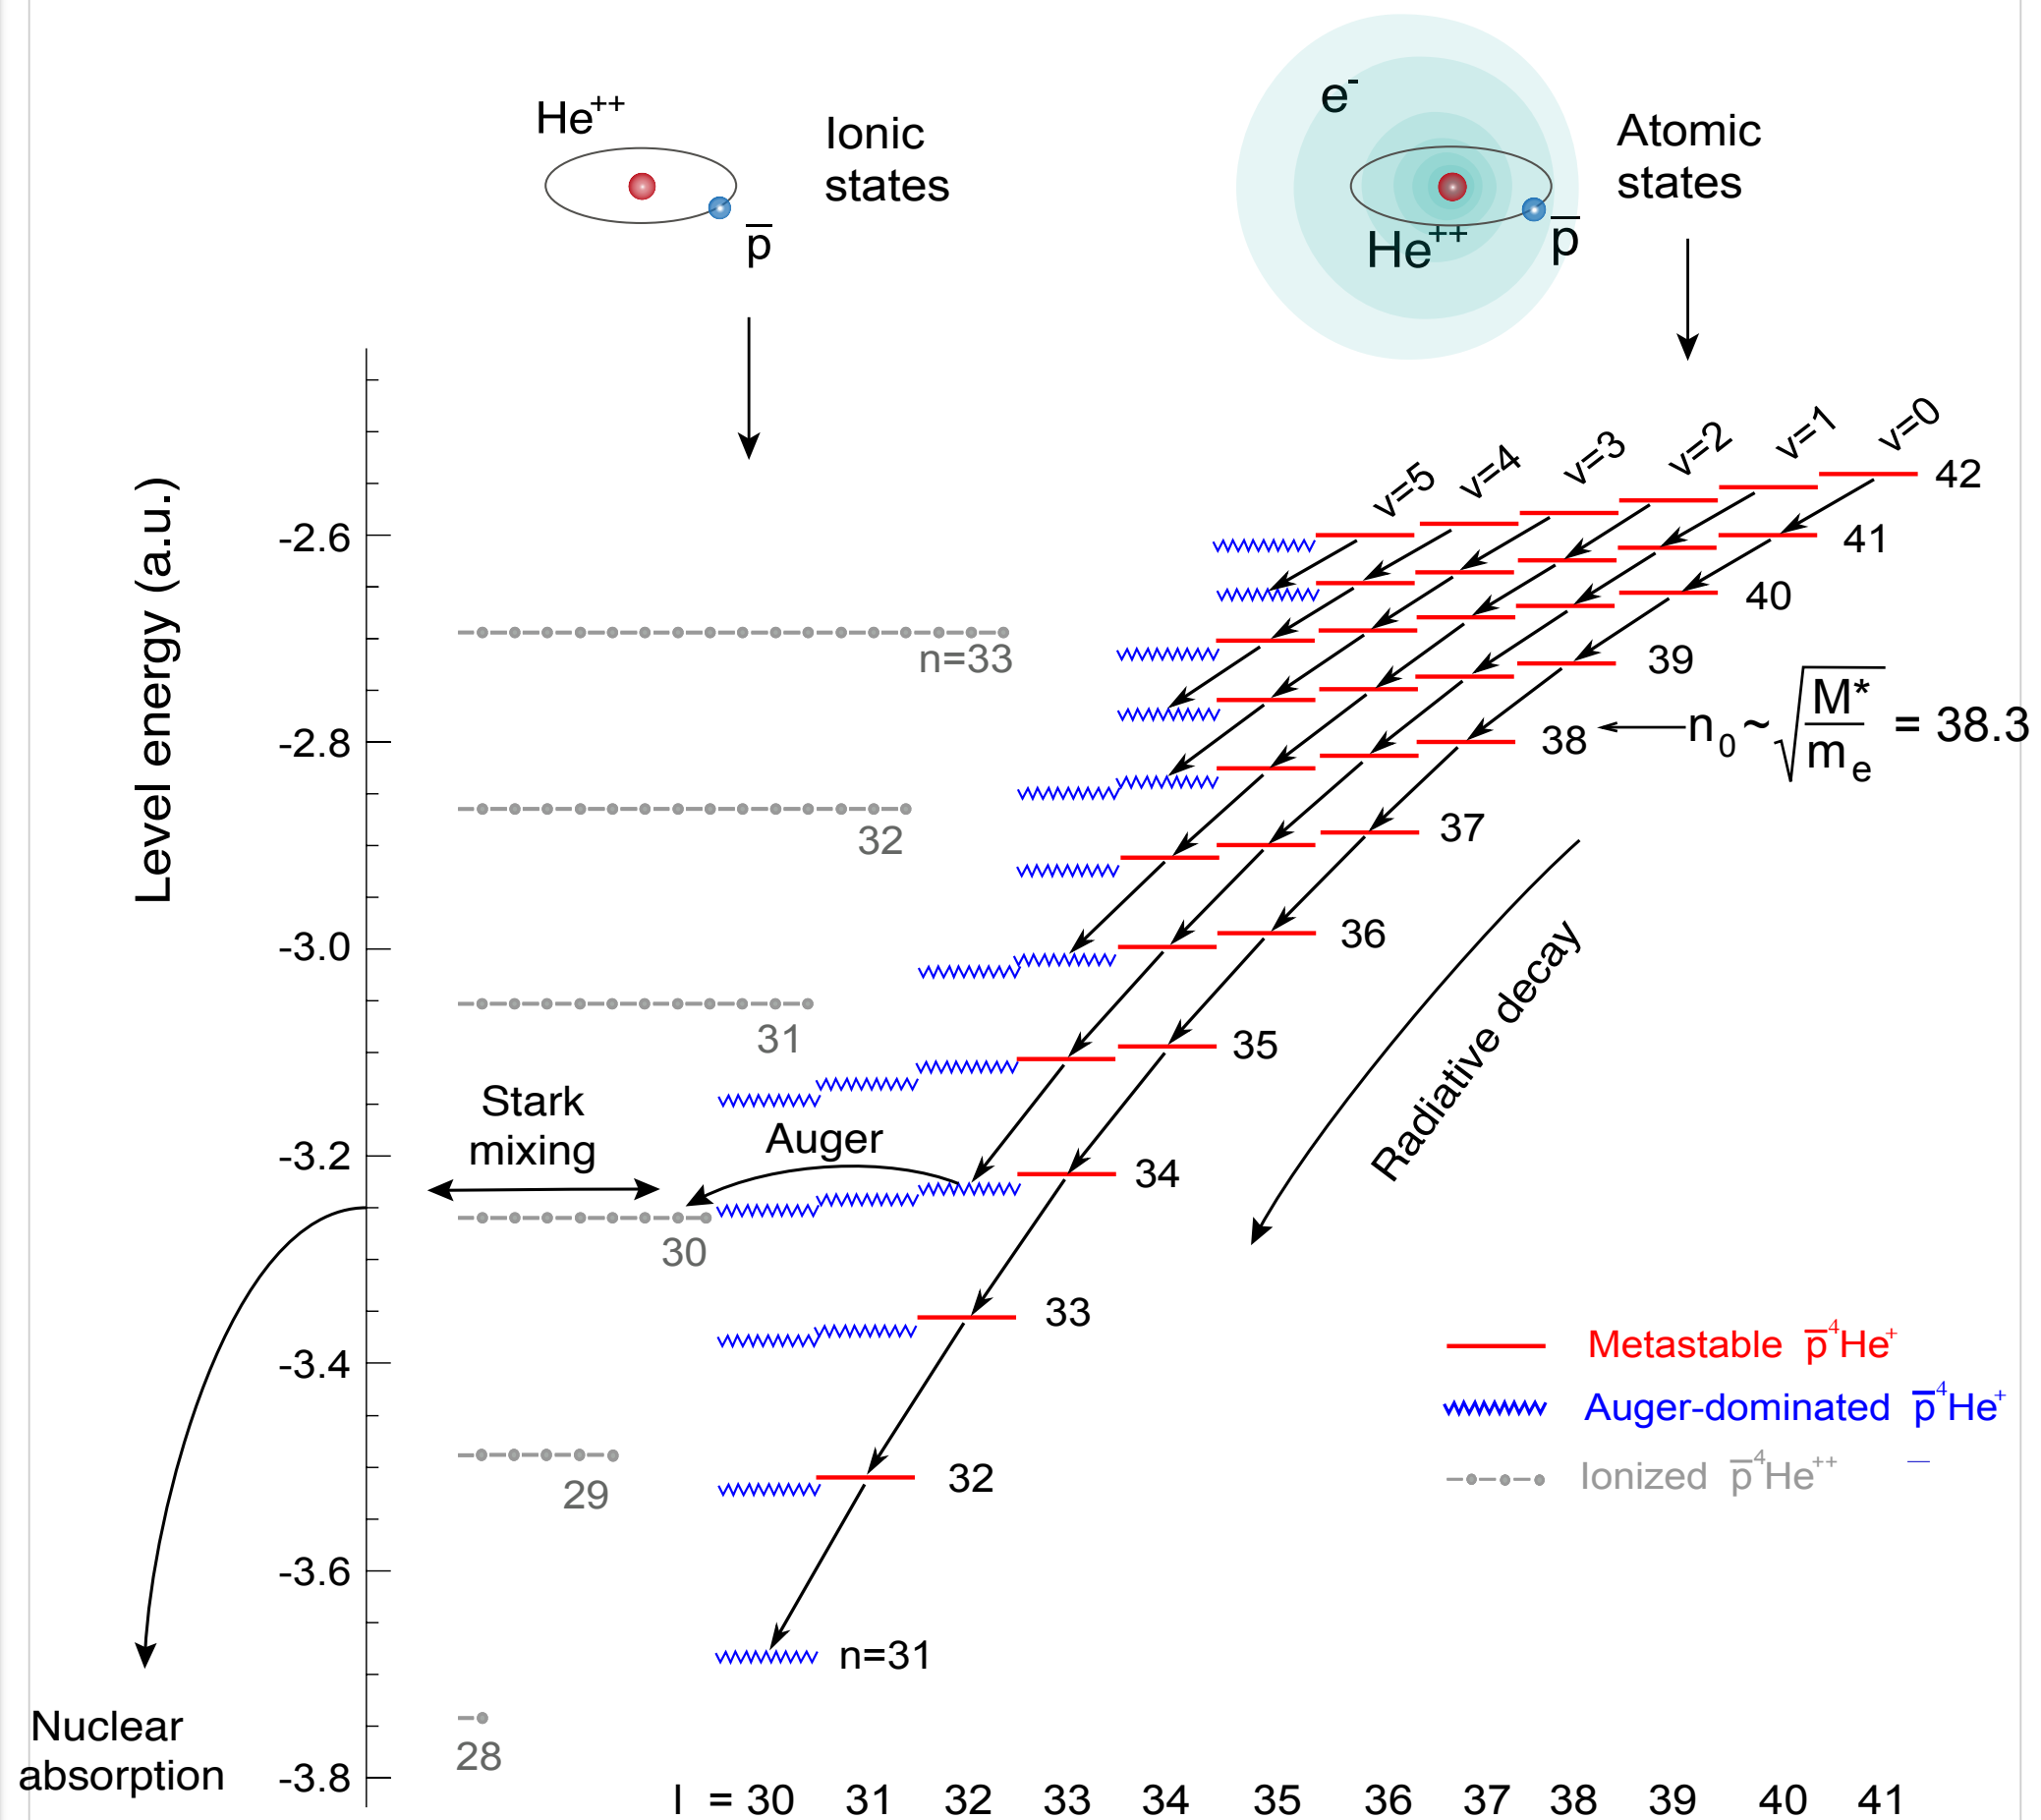 He++
Ionic
states
p̅
e-
Atomic
states
He++
p̅
Level energy (a.u.)
-2.6
-2.8
-3.0
-3.2
-3.4
-3.6
-3.8
v=5
v=4
v=3
v=2
v=1
v=0
42
41
40
39
38
n0 ~ √(M*/me) = 38.3
37
36
35
34
33
32
n=31
n=33
32
31
30
29
28
Stark
mixing
Auger
Radiative decay
Nuclear
absorption
Metastable p̅4He+
Auger-dominated p̅4He+
Ionized p̅4He++
l = 30 31 32 33 34 35 36 37 38 39 40 41